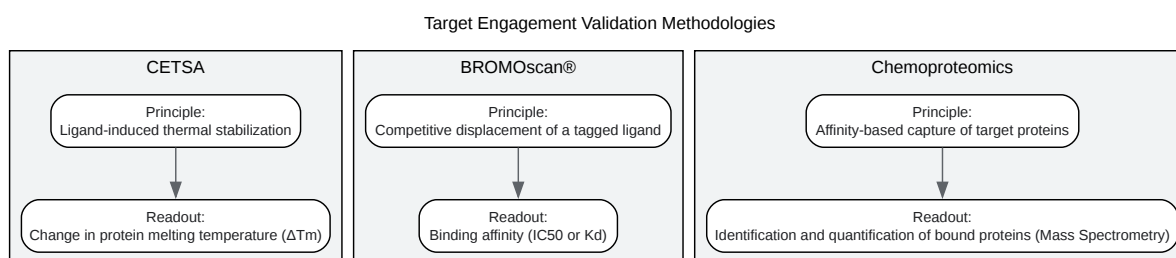 Target Engagement Validation Methodologies
CETSA
Principle:
Ligand-induced thermal stabilization
Readout:
Change in protein melting temperature (ΔTm)
BROMOscan®
Principle:
Competitive displacement of a tagged ligand
Readout:
Binding affinity (IC50 or Kd)
Chemoproteomics
Principle:
Affinity-based capture of target proteins
Readout:
Identification and quantification of bound proteins (Mass Spectrometry)